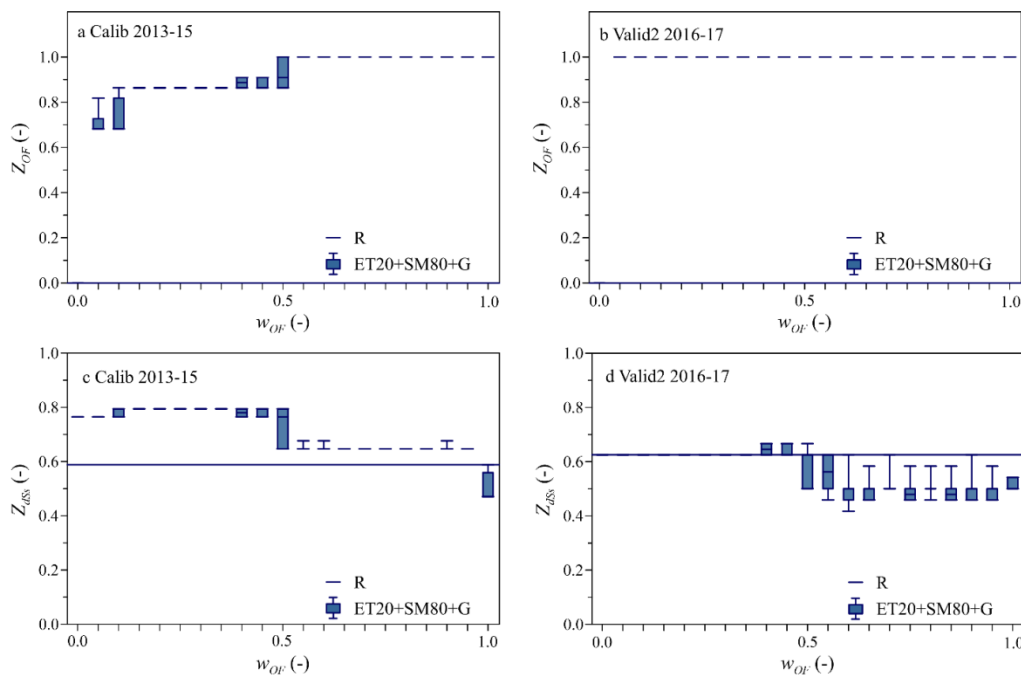 a Calib 2013-15
1.0
0.8
0.6
0.4
0.2
0.0
Z_OF (-)
R
ET20+SM80+G
0.0 0.5 1.0
w_OF (-)
b Valid2 2016-17
1.0
0.8
0.6
0.4
0.2
0.0
Z_OF (-)
R
ET20+SM80+G
0.0 0.5 1.0
w_OF (-)
c Calib 2013-15
1.0
0.8
0.6
0.4
0.2
0.0
Z_dSs (-)
R
ET20+SM80+G
0.0 0.5 1.0
w_OF (-)
d Valid2 2016-17
1.0
0.8
0.6
0.4
0.2
0.0
Z_dSs (-)
R
ET20+SM80+G
0.0 0.5 1.0
w_OF (-)